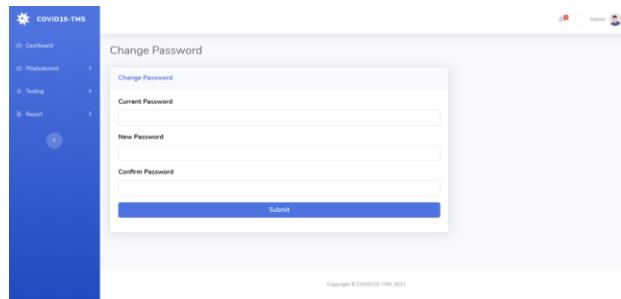 COVID19-TMS
Admin
Dashboard
Phlebotomist
Testing
Report
Change Password
Change Password
Current Password
New Password
Confirm Password
Submit
Copyright © COVID19-TMS 2021